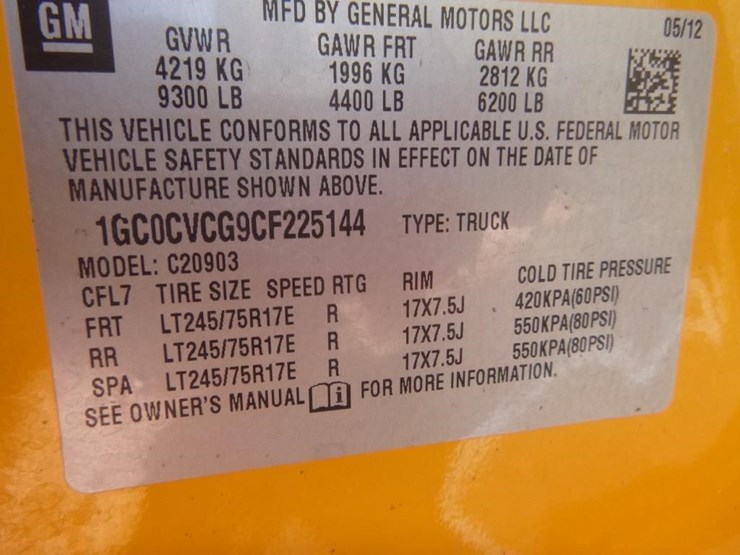 GM
MFD BY GENERAL MOTORS LLC 05/12
GVWR GAWR FRT GAWR RR
4219 KG 1996 KG 2812 KG
9300 LB 4400 LB 6200 LB
THIS VEHICLE CONFORMS TO ALL APPLICABLE U.S. FEDERAL MOTOR
VEHICLE SAFETY STANDARDS IN EFFECT ON THE DATE OF
MANUFACTURE SHOWN ABOVE.
1GC0CVCG9CF225144 TYPE: TRUCK
MODEL: C20903
CFL7 TIRE SIZE SPEED RTG RIM COLD TIRE PRESSURE
FRT LT245/75R17E R 17X7.5J 420KPA(60PSI)
RR LT245/75R17E R 17X7.5J 550KPA(80PSI)
SPA LT245/75R17E R 17X7.5J 550KPA(80PSI)
SEE OWNER'S MANUAL i FOR MORE INFORMATION.